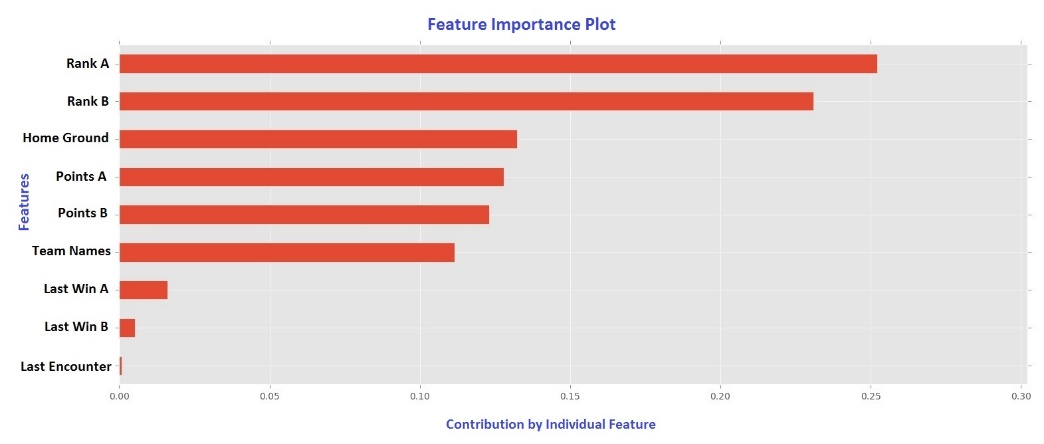 Feature Importance Plot
Rank A
Rank B
Home Ground
Points A
Points B
Team Names
Last Win A
Last Win B
Last Encounter
Features
0.00 0.05 0.10 0.15 0.20 0.25 0.30
Contribution by Individual Feature